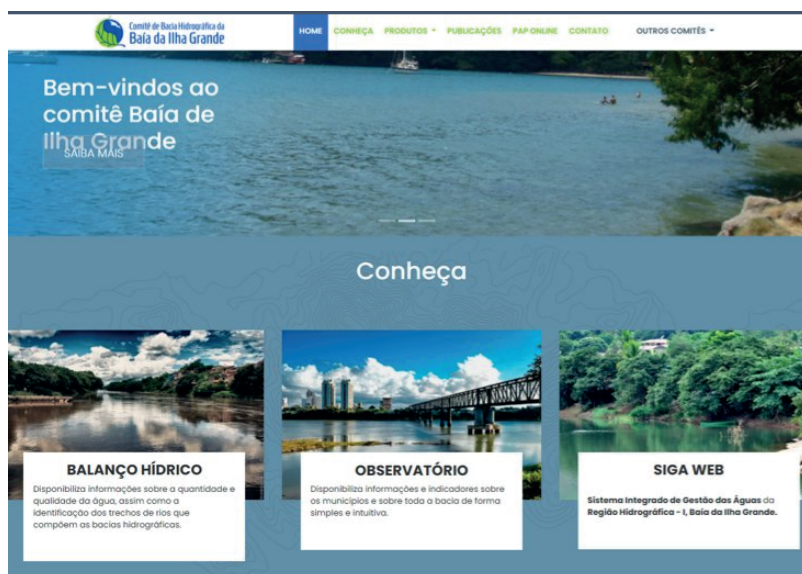 Comitê de Bacia Hidrográfica da
Baía da Ilha Grande
HOME CONHEÇA PRODUTOS PUBLICAÇÕES PAP ONLINE CONTATO OUTROS COMITÊS
Bem-vindos ao
comitê Baía de
Ilha Grande
SAIBA MAIS
Conheça
BALANÇO HÍDRICO
Disponibiliza informações sobre a quantidade e
qualidade da água, assim como a
identificação dos trechos de rios que
compõem as bacias hidrográficas.
OBSERVATÓRIO
Disponibiliza informações e indicadores sobre
os municípios e sobre toda a bacia de forma
simples e intuitiva.
SIGA WEB
Sistema Integrado de Gestão das Águas da
Região Hidrográfica - I, Baía da Ilha Grande.